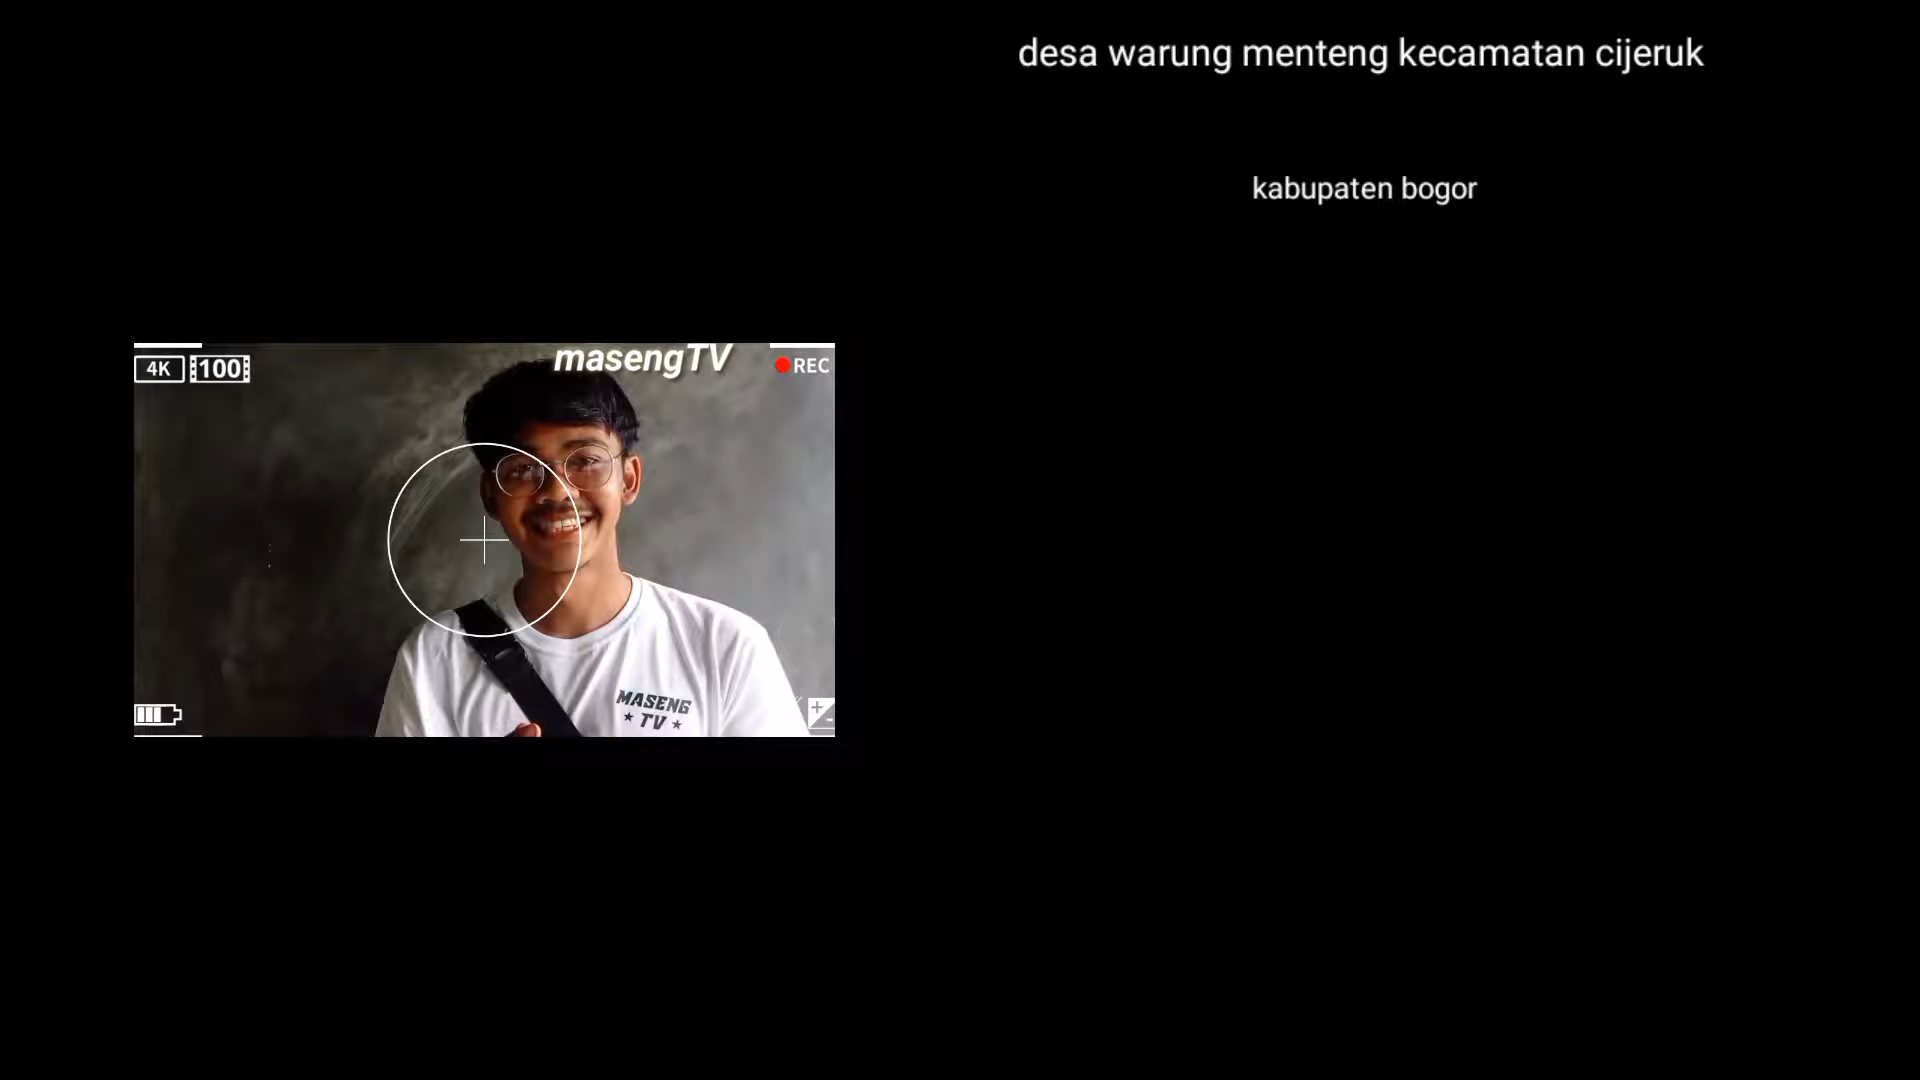 desa warung menteng kecamatan cijeruk
kabupaten bogor
masengTV
4K 100 REC
MASENG
★ TV ★